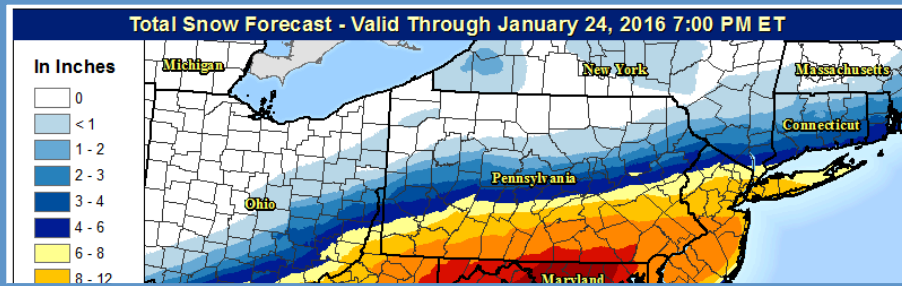 Total Snow Forecast - Valid Through January 24, 2016 7:00 PM ET
In Inches
0
< 1
1 - 2
2 - 3
3 - 4
4 - 6
6 - 8
8 - 12
Michigan
New York
Massachusetts
Connecticut
Pennsylvania
Ohio
Maryland